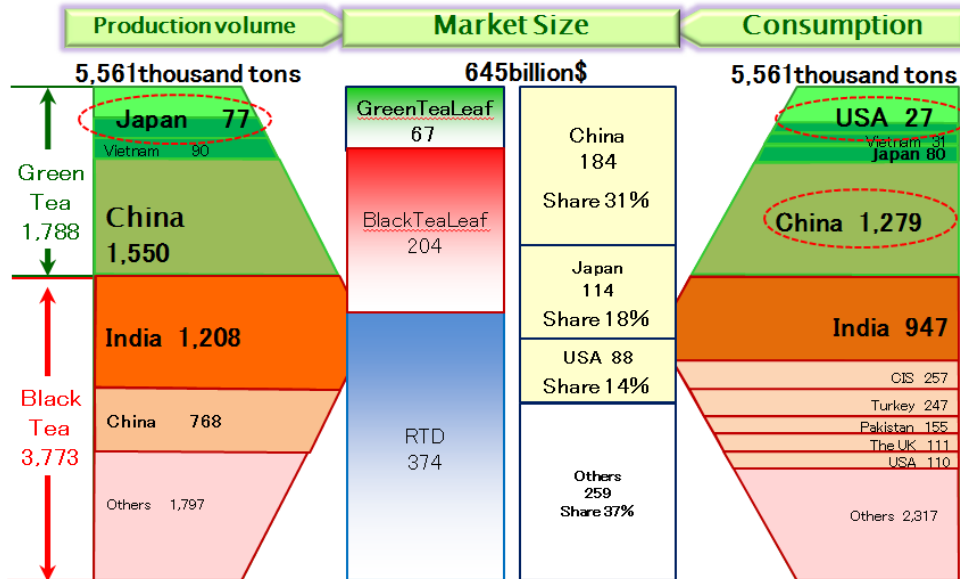 Production volume
Market Size
Consumption
5,561thousand tons
645billion$
5,561thousand tons
Green
Tea
1,788
Black
Tea
3,773
Japan 77
Vietnam 90
China
1,550
India 1,208
China 768
Others 1,797
GreenTeaLeaf
67
BlackTeaLeaf
204
RTD
374
China
184
Share 31%
Japan
114
Share 18%
USA 88
Share 14%
Others
259
Share 37%
USA 27
Vietnam 31
Japan 80
China 1,279
India 947
CIS 257
Turkey 247
Pakistan 155
The UK 111
USA 110
Others 2,317